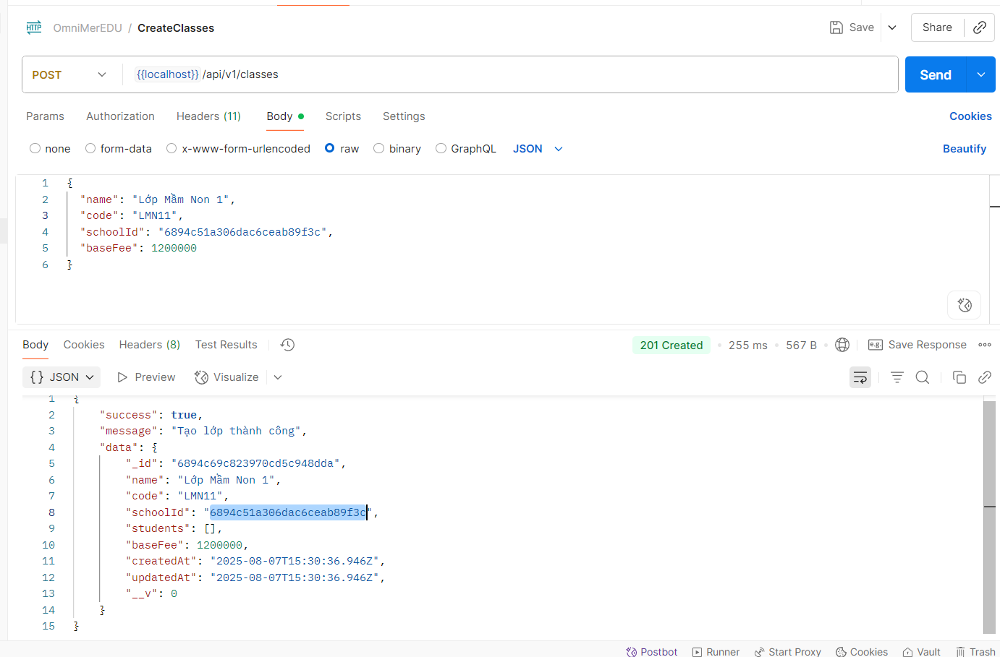 HTTP OmniMerEDU / CreateClasses Save Share
POST {{localhost}} /api/v1/classes Send
Params Authorization Headers (11) Body Scripts Settings Cookies
none form-data x-www-form-urlencoded raw binary GraphQL JSON Beautify
1 {
2 "name": "Lớp Mầm Non 1",
3 "code": "LMN11",
4 "schoolId": "6894c51a306dac6ceab89f3c",
5 "baseFee": 1200000
6 }
Body Cookies Headers (8) Test Results 201 Created • 255 ms • 567 B • e.g. Save Response
{} JSON Preview Visualize
1 {
2 "success": true,
3 "message": "Tạo lớp thành công",
4 "data": {
5 "_id": "6894c69c823970cd5c948dda",
6 "name": "Lớp Mầm Non 1",
7 "code": "LMN11",
8 "schoolId": "6894c51a306dac6ceab89f3c",
9 "students": [],
10 "baseFee": 1200000,
11 "createdAt": "2025-08-07T15:30:36.946Z",
12 "updatedAt": "2025-08-07T15:30:36.946Z",
13 "__v": 0
14 }
15 }
Postbot Runner Start Proxy Cookies Vault Trash